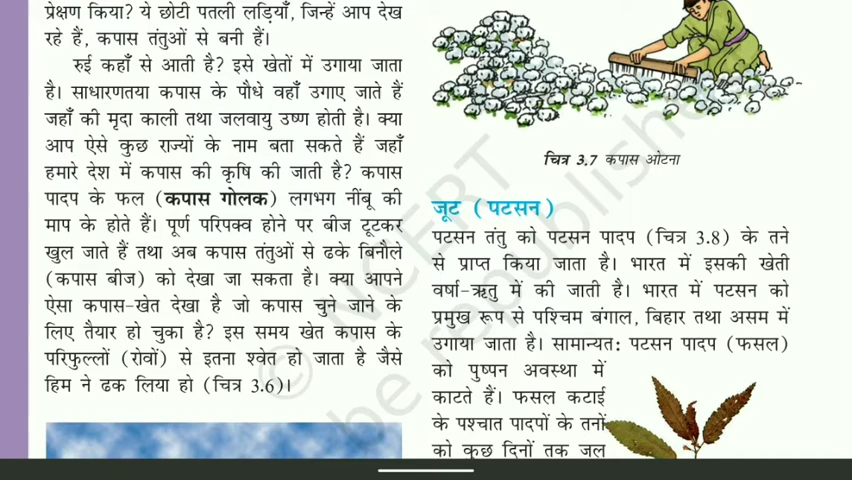 प्रेक्षण किया? ये छोटी पतली लड़ियाँ, जिन्हें आप देख
रहे हैं, कपास तंतुओं से बनी हैं।
रुई कहाँ से आती है? इसे खेतों में उगाया जाता
है। साधारणतया कपास के पौधे वहाँ उगाए जाते हैं
जहाँ की मृदा काली तथा जलवायु उष्ण होती है। क्या
आप ऐसे कुछ राज्यों के नाम बता सकते हैं जहाँ
हमारे देश में कपास की कृषि की जाती है? कपास
पादप के फल (कपास गोलक) लगभग नींबू की
माप के होते हैं। पूर्ण परिपक्व होने पर बीज टूटकर
खुल जाते हैं तथा अब कपास तंतुओं से ढके बिनौले
(कपास बीज) को देखा जा सकता है। क्या आपने
ऐसा कपास-खेत देखा है जो कपास चुने जाने के
लिए तैयार हो चुका है? इस समय खेत कपास के
परिफुल्लों (रोवों) से इतना श्वेत हो जाता है जैसे
हिम ने ढक लिया हो (चित्र 3.6)।
चित्र 3.7 कपास ओटना
जूट (पटसन)
पटसन तंतु को पटसन पादप (चित्र 3.8) के तने
से प्राप्त किया जाता है। भारत में इसकी खेती
वर्षा-ऋतु में की जाती है। भारत में पटसन को
प्रमुख रूप से पश्चिम बंगाल, बिहार तथा असम में
उगाया जाता है। सामान्यत: पटसन पादप (फसल)
को पुष्पन अवस्था में
काटते हैं। फसल कटाई
के पश्चात पादपों के तनों
को कुछ दिनों तक जल
© NCERT
be republishe